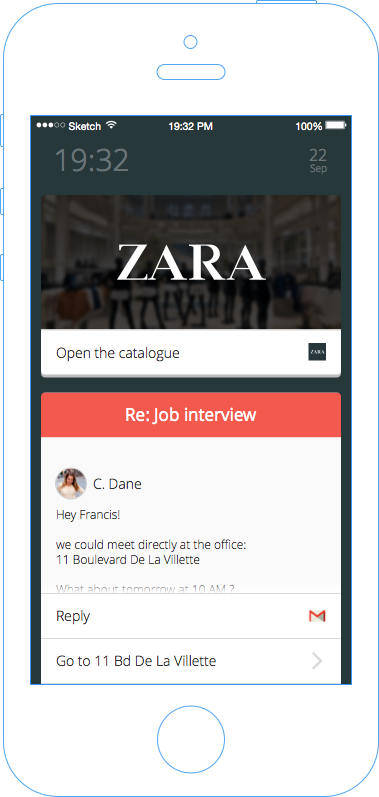 Sketch 19:32 PM 100%
19:32
22
Sep
ZARA
Open the catalogue
ZARA
Re: Job interview
C. Dane
Hey Francis!
we could meet directly at the office:
11 Boulevard De La Villette
What about tomorrow at 10 AM ?
Reply
Go to 11 Bd De La Villette